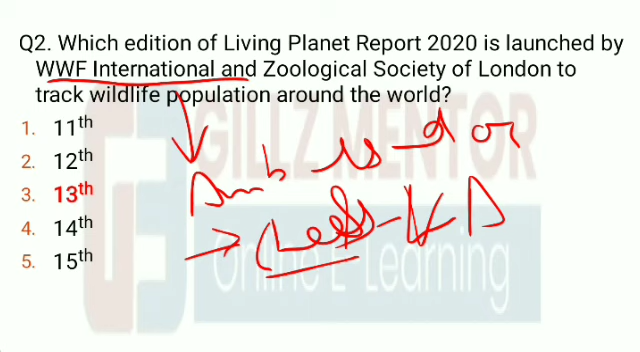 Q2. Which edition of Living Planet Report 2020 is launched by
WWF International and Zoological Society of London to
track wildlife population around the world?
1. 11th
2. 12th
3. 13th
4. 14th
5. 15th
GILLZ MENTOR
Online E Learning